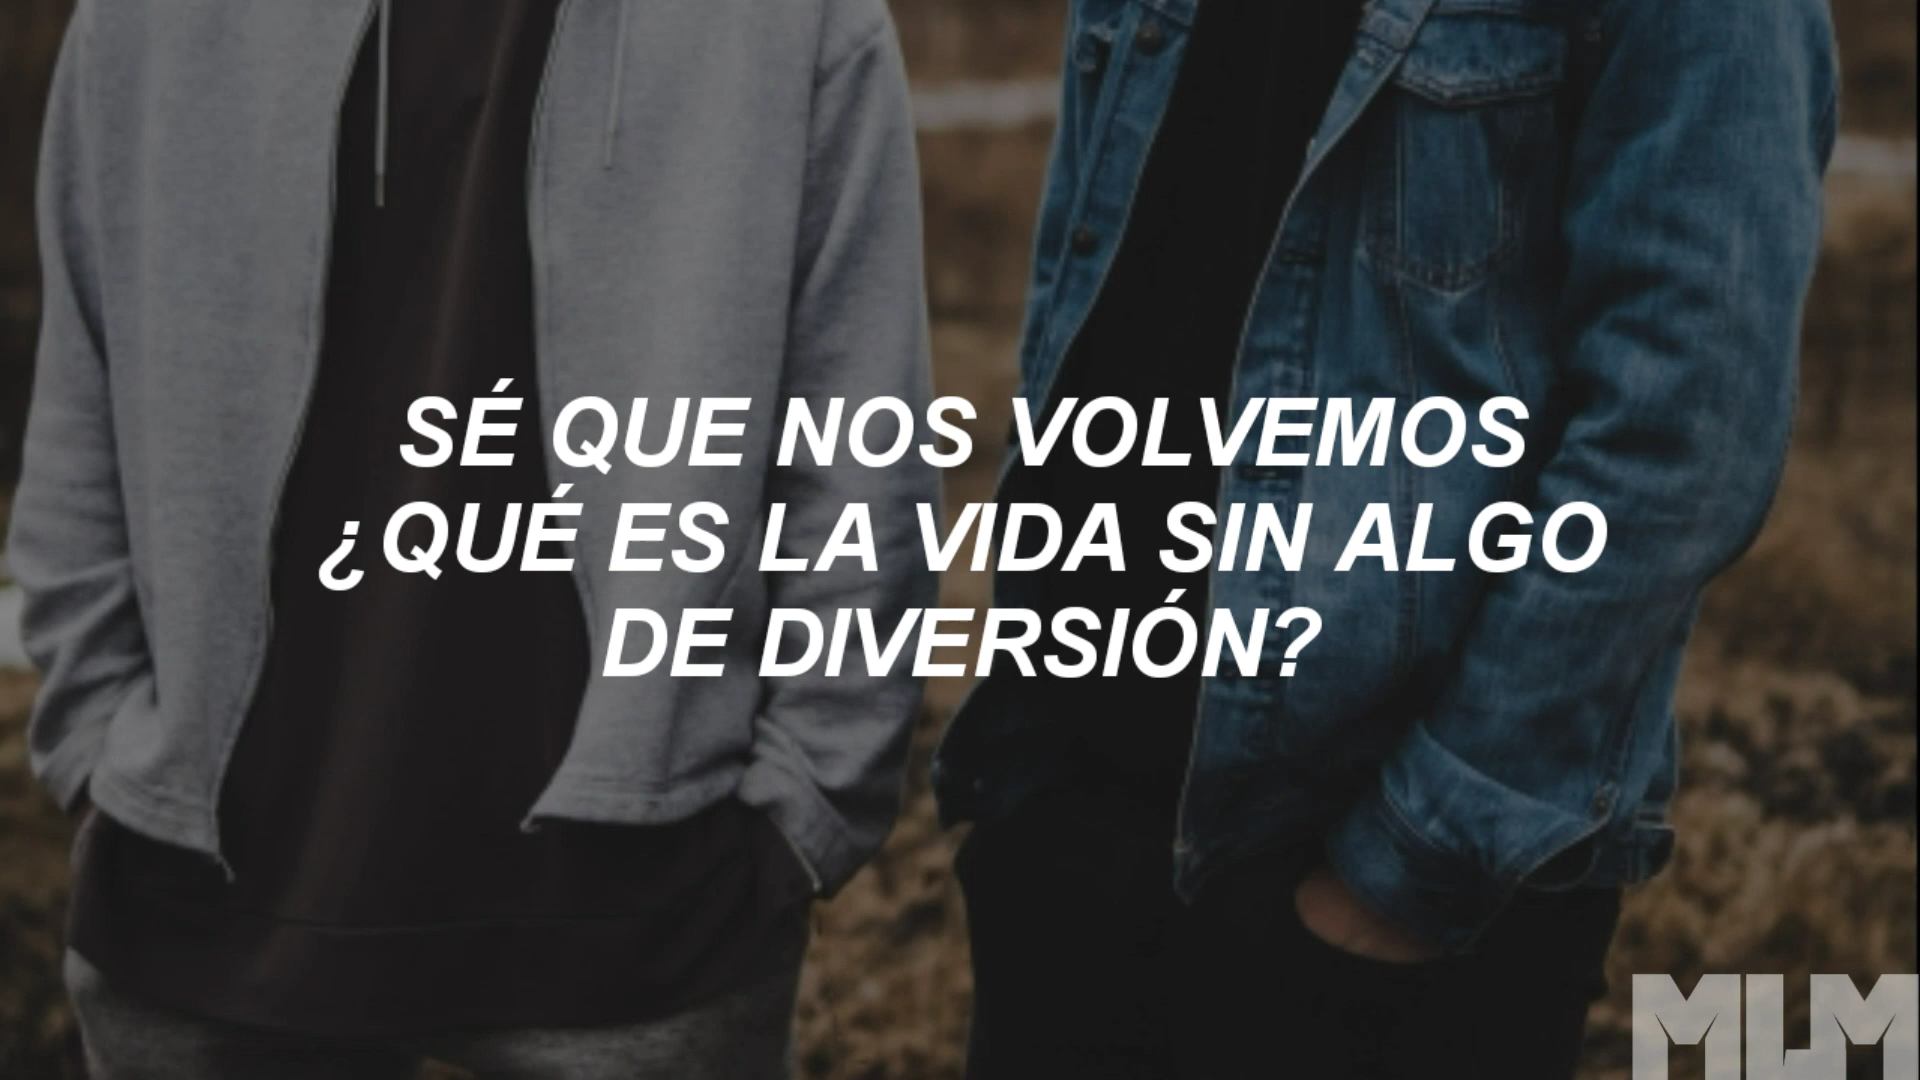 SÉ QUE NOS VOLVEMOS
¿QUÉ ES LA VIDA SIN ALGO
DE DIVERSIÓN?
MLM